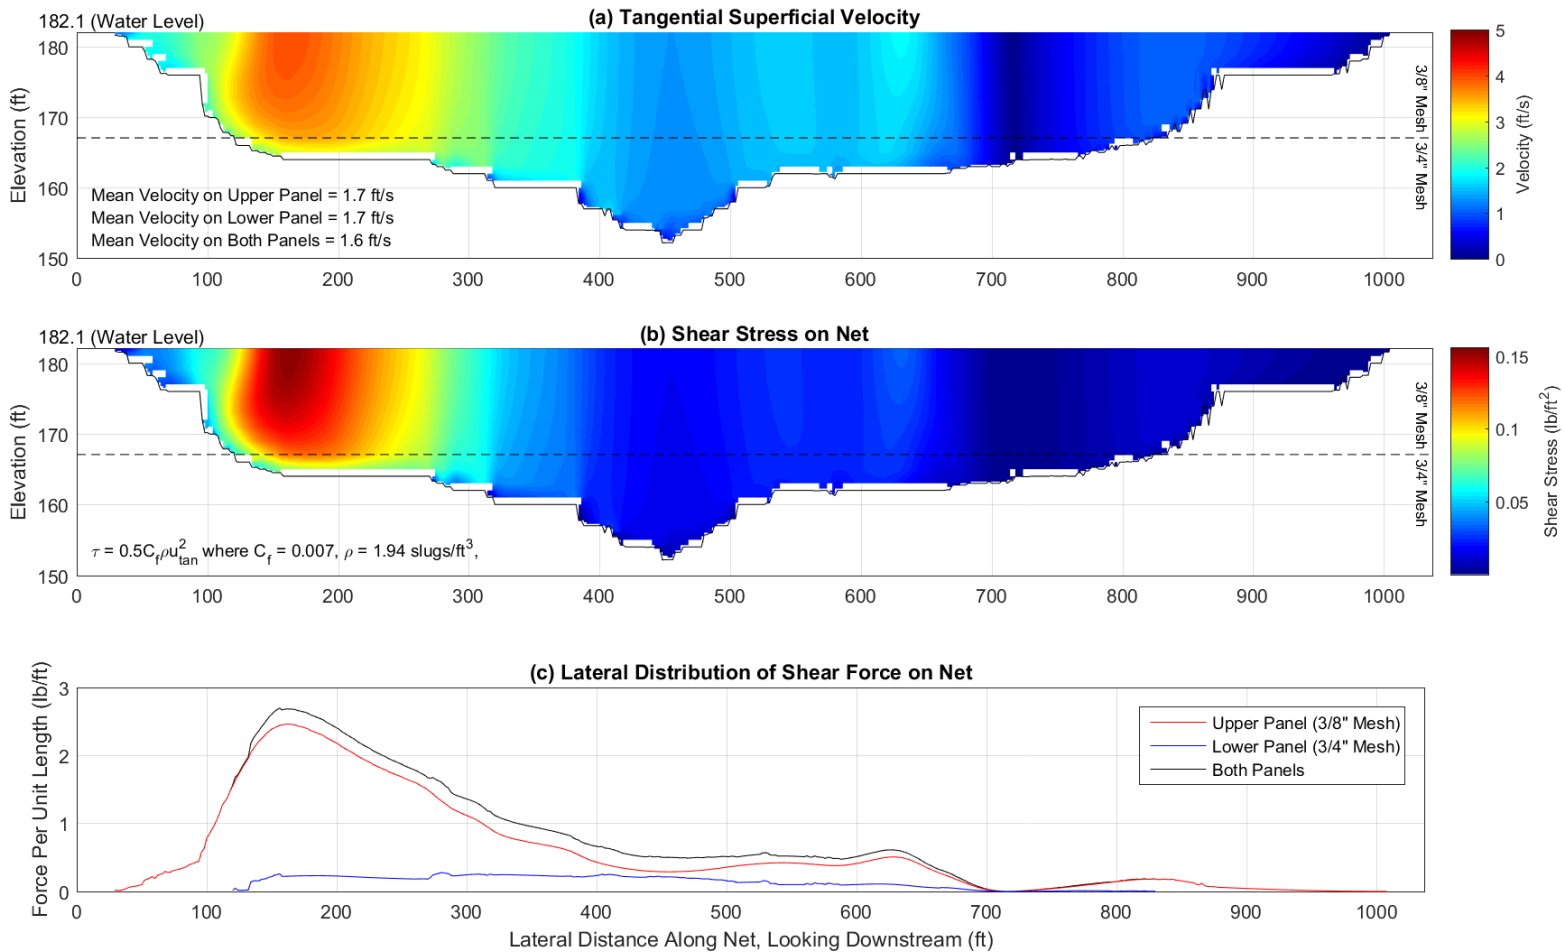 182.1 (Water Level)
(a) Tangential Superficial Velocity
Elevation (ft)
180
170
160
150
3/8" Mesh
3/4" Mesh
Mean Velocity on Upper Panel = 1.7 ft/s
Mean Velocity on Lower Panel = 1.7 ft/s
Mean Velocity on Both Panels = 1.6 ft/s
0 100 200 300 400 500 600 700 800 900 1000
5
4
3
2
1
0
Velocity (ft/s)
182.1 (Water Level)
(b) Shear Stress on Net
Elevation (ft)
180
170
160
150
3/8" Mesh
3/4" Mesh
τ = 0.5C_fρu²_tan where C_f = 0.007, ρ = 1.94 slugs/ft³,
0 100 200 300 400 500 600 700 800 900 1000
0.15
0.1
0.05
Shear Stress (lb/ft²)
(c) Lateral Distribution of Shear Force on Net
Force Per Unit Length (lb/ft)
3
2
1
0
Upper Panel (3/8" Mesh)
Lower Panel (3/4" Mesh)
Both Panels
0 100 200 300 400 500 600 700 800 900 1000
Lateral Distance Along Net, Looking Downstream (ft)